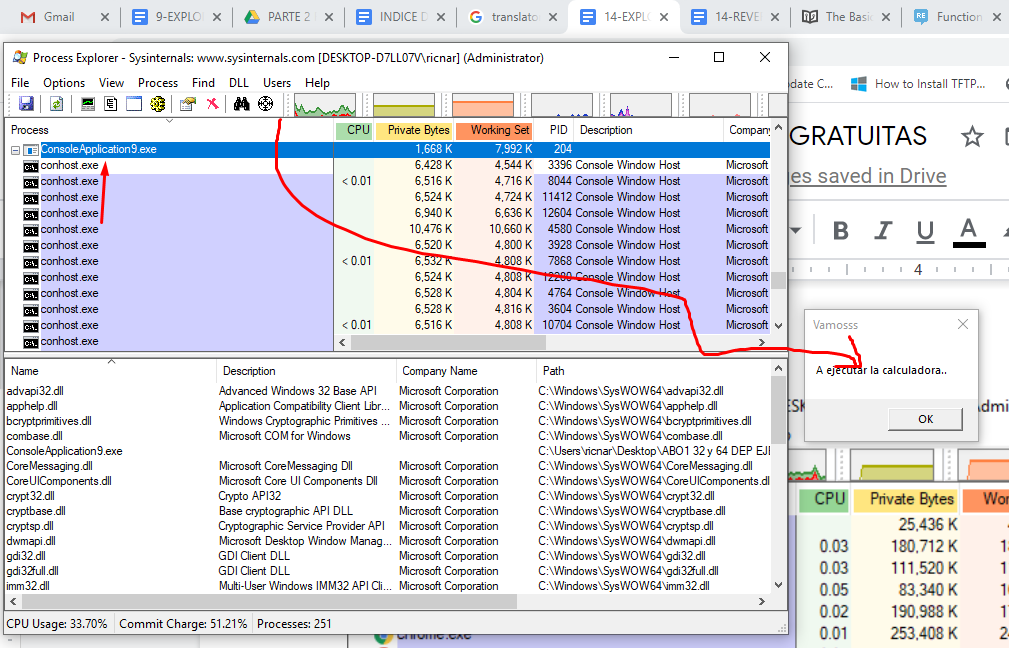 Gmail
9-EXPLO
PARTE 2
INDICE D
translato
14-EXPL
14-REVE
The Basi
Function
Process Explorer - Sysinternals: www.sysinternals.com [DESKTOP-D7LL07V\ricnar] (Administrator)
File Options View Process Find DLL Users Help
date C...
How to Install TFTP...
GRATUITAS
es saved in Drive
B I U A
4
Process CPU Private Bytes Working Set PID Description Company
ConsoleApplication9.exe 1,668 K 7,992 K 204
conhost.exe 6,428 K 4,544 K 3396 Console Window Host Microsoft
conhost.exe < 0.01 6,516 K 4,716 K 8044 Console Window Host Microsoft
conhost.exe 6,524 K 4,724 K 11412 Console Window Host Microsoft
conhost.exe 6,940 K 6,636 K 12604 Console Window Host Microsoft
conhost.exe 10,476 K 10,660 K 4580 Console Window Host Microsoft
conhost.exe 6,520 K 4,800 K 3928 Console Window Host Microsoft
conhost.exe < 0.01 6,532 K 4,808 K 7868 Console Window Host Microsoft
conhost.exe 6,524 K 4,808 K 12280 Console Window Host Microsoft
conhost.exe 6,528 K 4,804 K 4764 Console Window Host Microsoft
conhost.exe 6,528 K 4,816 K 3604 Console Window Host Microsoft
conhost.exe < 0.01 6,516 K 4,808 K 10704 Console Window Host Microsoft
conhost.exe
Vamosss
A ejecutar la calculadora..
OK
Name Description Company Name Path
advapi32.dll Advanced Windows 32 Base API Microsoft Corporation C:\Windows\SysWOW64\advapi32.dll
apphelp.dll Application Compatibility Client Libr... Microsoft Corporation C:\Windows\SysWOW64\apphelp.dll
bcryptprimitives.dll Windows Cryptographic Primitives ... Microsoft Corporation C:\Windows\SysWOW64\bcryptprimitives.dll
combase.dll Microsoft COM for Windows Microsoft Corporation C:\Windows\SysWOW64\combase.dll
ConsoleApplication9.exe C:\Users\ricnar\Desktop\ABO1 32 y 64 DEP EJE
CoreMessaging.dll Microsoft CoreMessaging Dll Microsoft Corporation C:\Windows\SysWOW64\CoreMessaging.dll
CoreUIComponents.dll Microsoft Core UI Components Dll Microsoft Corporation C:\Windows\SysWOW64\CoreUIComponents.dl
crypt32.dll Crypto API32 Microsoft Corporation C:\Windows\SysWOW64\crypt32.dll
cryptbase.dll Base cryptographic API DLL Microsoft Corporation C:\Windows\SysWOW64\cryptbase.dll
cryptsp.dll Cryptographic Service Provider API Microsoft Corporation C:\Windows\SysWOW64\cryptsp.dll
dwmapi.dll Microsoft Desktop Window Manag... Microsoft Corporation C:\Windows\SysWOW64\dwmapi.dll
gdi32.dll GDI Client DLL Microsoft Corporation C:\Windows\SysWOW64\gdi32.dll
gdi32full.dll GDI Client DLL Microsoft Corporation C:\Windows\SysWOW64\gdi32full.dll
imm32.dll Multi-User Windows IMM32 API Cli... Microsoft Corporation C:\Windows\SysWOW64\imm32.dll
CPU Usage: 33.70% Commit Charge: 51.21% Processes: 251
CPU Private Bytes Wor
25,436 K
0.03 180,712 K
0.03 111,520 K
0.05 83,340 K
0.02 190,988 K
0.01 253,408 K
chrome.exe